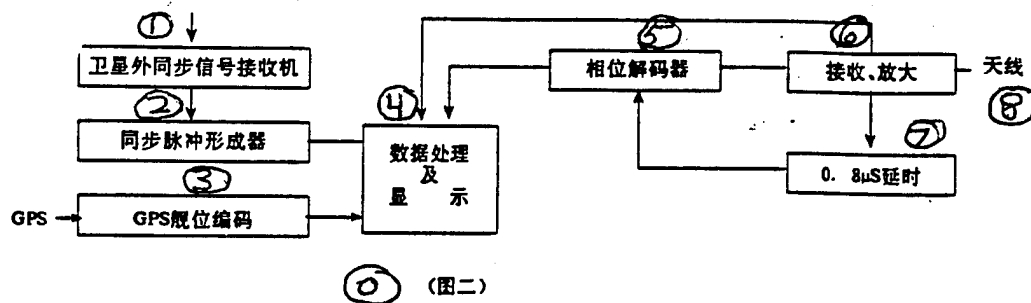 ① ⑤ ⑥
卫星外同步信号接收机 相位解码器 接收、放大 天线
② ④ ⑧
同步脉冲形成器 数据处理 ⑦
及 0. 8μS延时
③ 显 示
GPS GPS舰位编码
⓪ (图二)